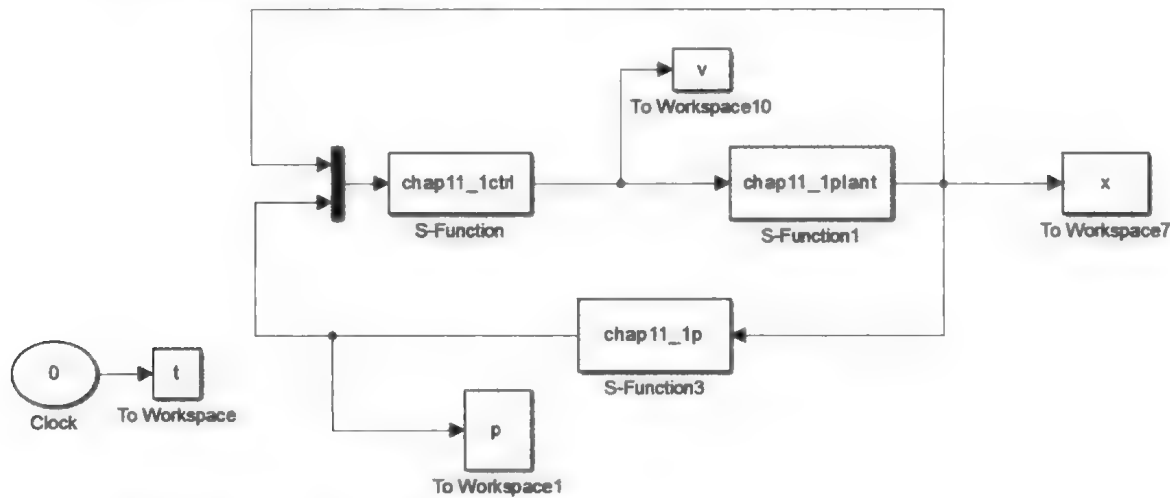 v
To Workspace10
chap11_1ctrl
S-Function
chap11_1plant
S-Function1
x
To Workspace7
chap11_1p
S-Function3
0
Clock
t
To Workspace
p
To Workspace1